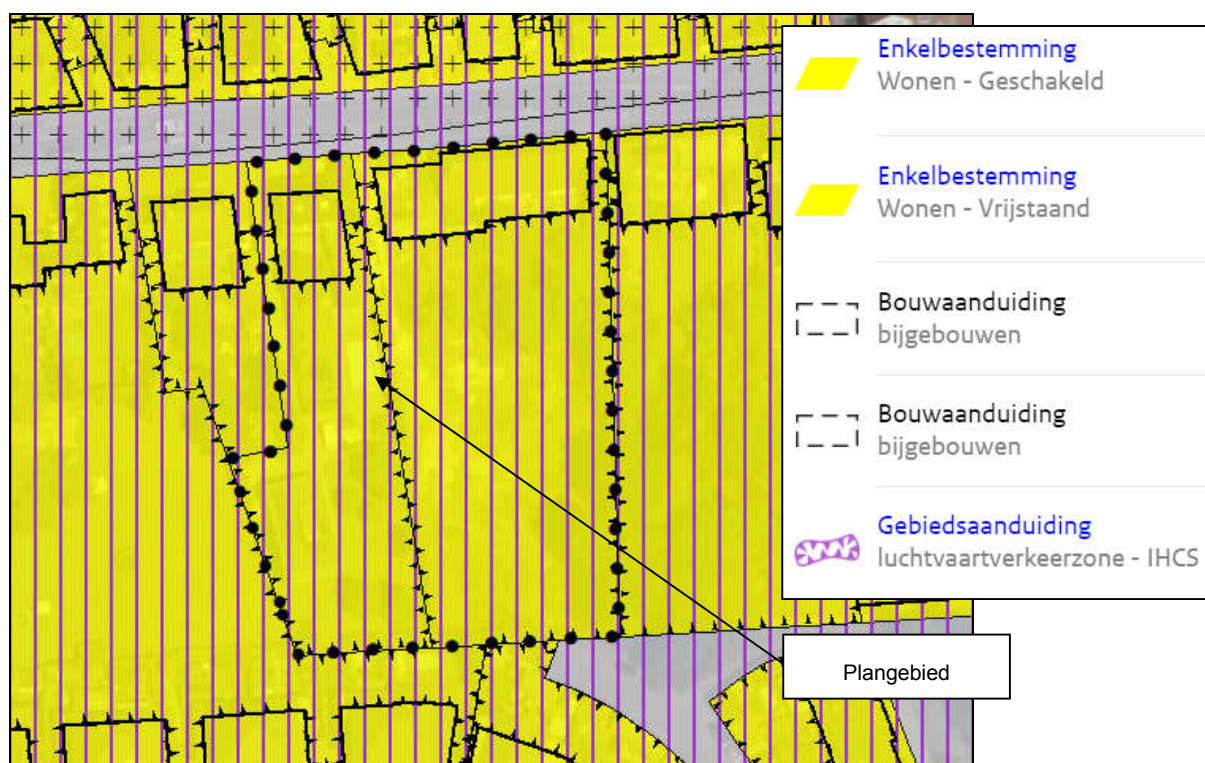 Enkelbestemming
Wonen - Geschakeld
Enkelbestemming
Wonen - Vrijstaand
Bouwaanduiding
bijgebouwen
Bouwaanduiding
bijgebouwen
Gebiedsaanduiding
luchtvaartverkeerzone - IHCS
Plangebied